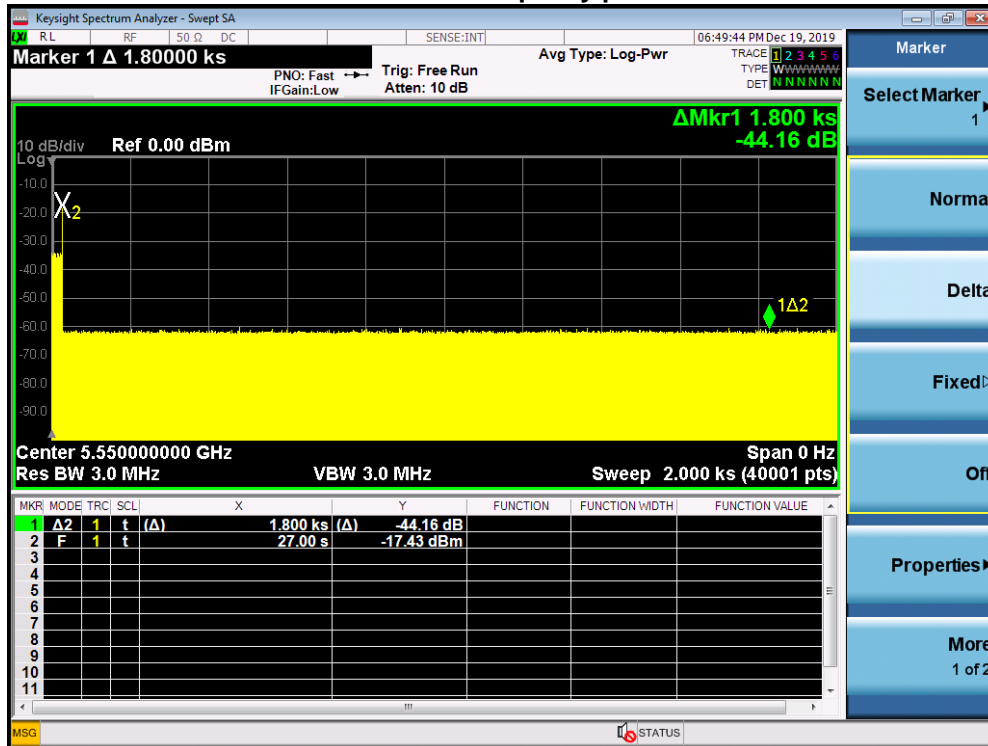 Keysight Spectrum Analyzer - Swept SA
LXI RL RF 50 Ω DC SENSE:INT 06:49:44 PM Dec 19, 2019
Marker 1 Δ 1.80000 ks
PNO: Fast
IFGain:Low
Trig: Free Run
Atten: 10 dB
Avg Type: Log-Pwr
TRACE 1 2 3 4 5 6
TYPE WWWWWW
DET N N N N N N
ΔMkr1 1.800 ks
-44.16 dB
10 dB/div Ref 0.00 dBm
Log
-10.0
-20.0
-30.0
-40.0
-50.0
-60.0
-70.0
-80.0
-90.0
X2
1Δ2
Center 5.550000000 GHz Span 0 Hz
Res BW 3.0 MHz VBW 3.0 MHz Sweep 2.000 ks (40001 pts)
MKR MODE TRC SCL X Y FUNCTION FUNCTION WIDTH FUNCTION VALUE
1 Δ2 1 t (Δ) 1.800 ks (Δ) -44.16 dB
2 F 1 t 27.00 s -17.43 dBm
3
4
5
6
7
8
9
10
11
MSG STATUS
Marker
Select Marker
1
Norma
Delta
Fixed
Off
Properties
More
1 of 2